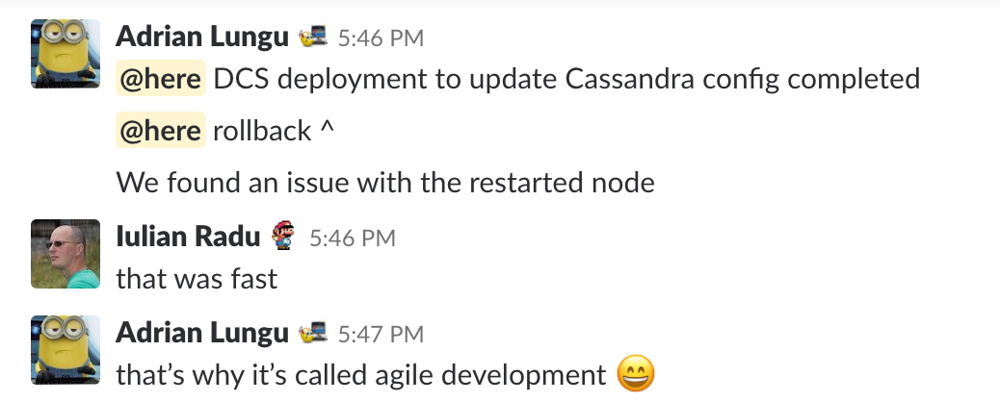 Adrian Lungu 5:46 PM
@here DCS deployment to update Cassandra config completed
@here rollback ^
We found an issue with the restarted node
Iulian Radu 5:46 PM
that was fast
Adrian Lungu 5:47 PM
that’s why it’s called agile development 😄